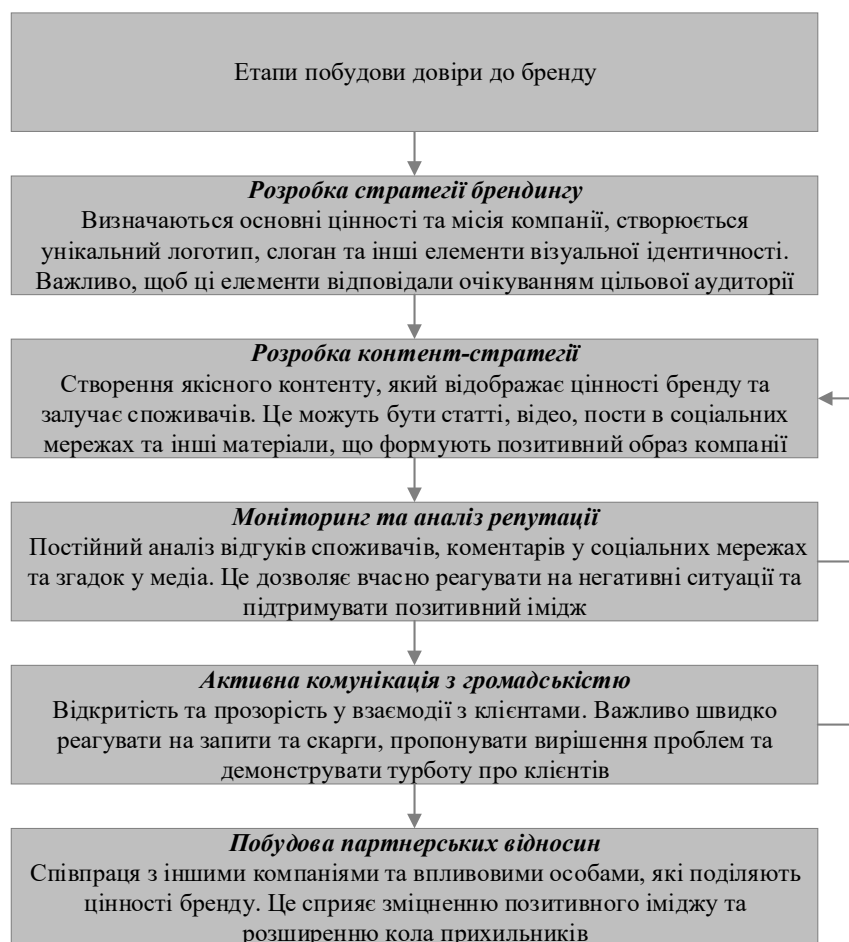 Етапи побудови довіри до бренду
Розробка стратегії брендингу
Визначаються основні цінності та місія компанії, створюється
унікальний логотип, слоган та інші елементи візуальної ідентичності.
Важливо, щоб ці елементи відповідали очікуванням цільової аудиторії
Розробка контент-стратегії
Створення якісного контенту, який відображає цінності бренду та
залучає споживачів. Це можуть бути статті, відео, пости в соціальних
мережах та інші матеріали, що формують позитивний образ компанії
Моніторинг та аналіз репутації
Постійний аналіз відгуків споживачів, коментарів у соціальних мережах
та згадок у медіа. Це дозволяє вчасно реагувати на негативні ситуації та
підтримувати позитивний імідж
Активна комунікація з громадськістю
Відкритість та прозорість у взаємодії з клієнтами. Важливо швидко
реагувати на запити та скарги, пропонувати вирішення проблем та
демонструвати турботу про клієнтів
Побудова партнерських відносин
Співпраця з іншими компаніями та впливовими особами, які поділяють
цінності бренду. Це сприяє зміцненню позитивного іміджу та
розширенню кола прихильників